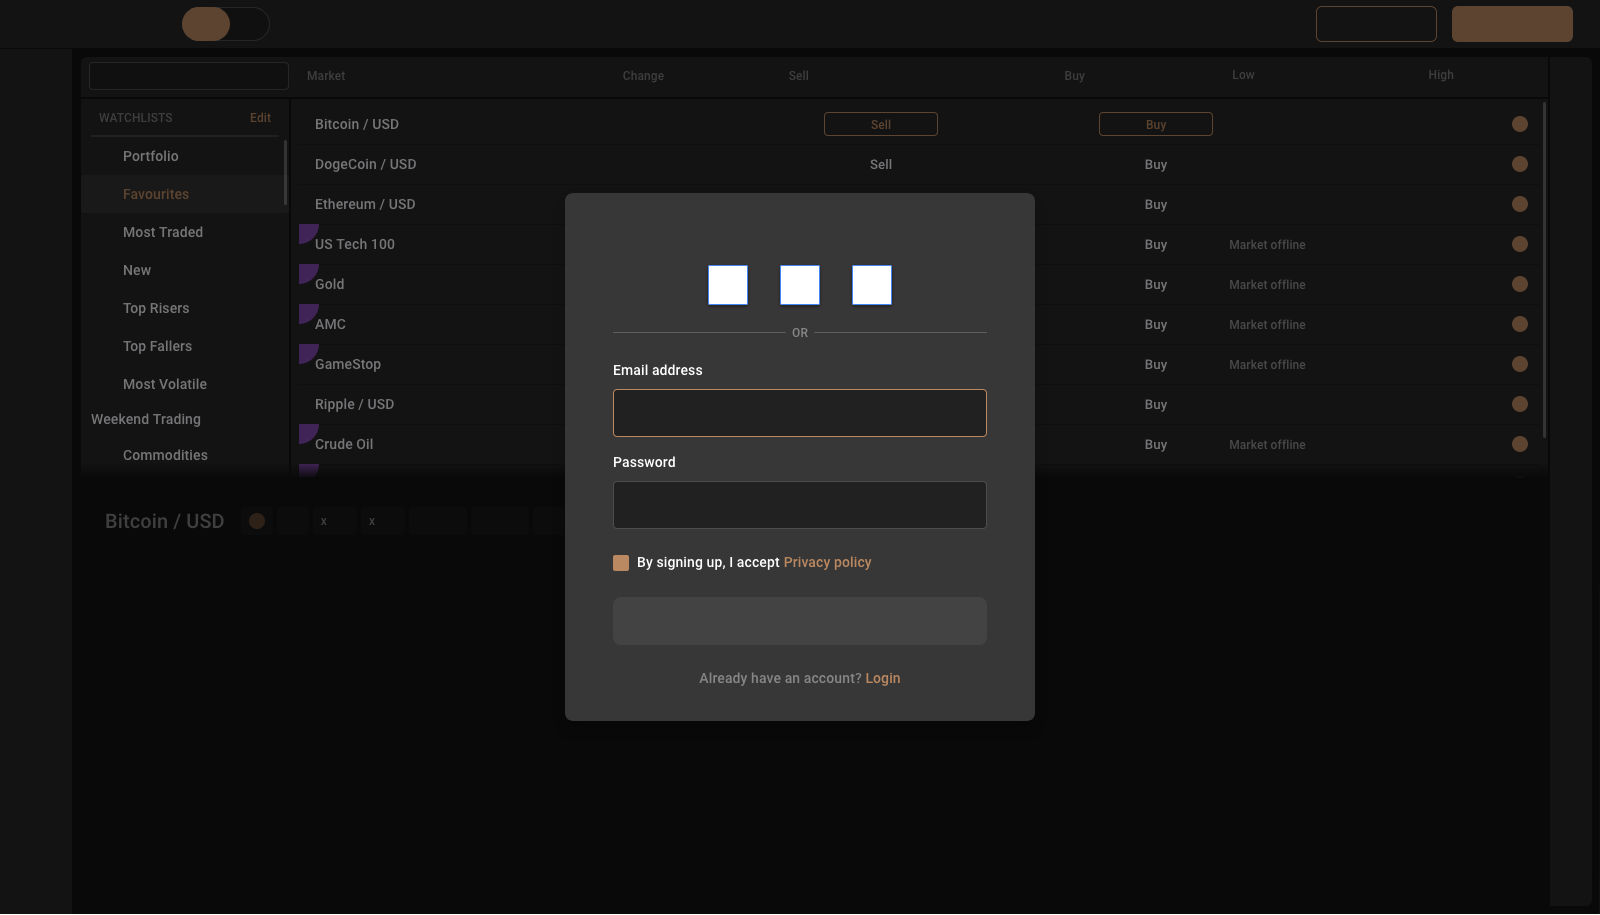 Market Change Sell Buy Low High
WATCHLISTS Edit
Portfolio
Favourites
Most Traded
New
Top Risers
Top Fallers
Most Volatile
Weekend Trading
Commodities
Bitcoin / USD Sell Buy
DogeCoin / USD Sell Buy
Ethereum / USD Buy
US Tech 100 Buy Market offline
Gold Buy Market offline
AMC Buy Market offline
GameStop Buy Market offline
Ripple / USD Buy
Crude Oil Buy Market offline
Bitcoin / USD x x
OR
Email address
Password
By signing up, I accept Privacy policy
Already have an account? Login